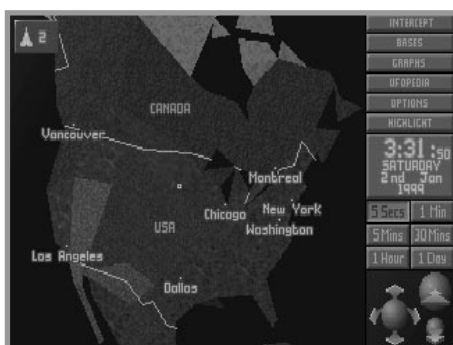 2
INTERCEPT
BASES
GRAPHS
UFOPEDIA
OPTIONS
HIGHLIGHT
3:31:50
SATURDAY
2nd Jan
1999
5 Secs 1 Min
5 Mins 30 Mins
1 Hour 1 Day
CANADA
Vancouver
Montreal
Chicago New York
USA Washington
Los Angeles
Dallas